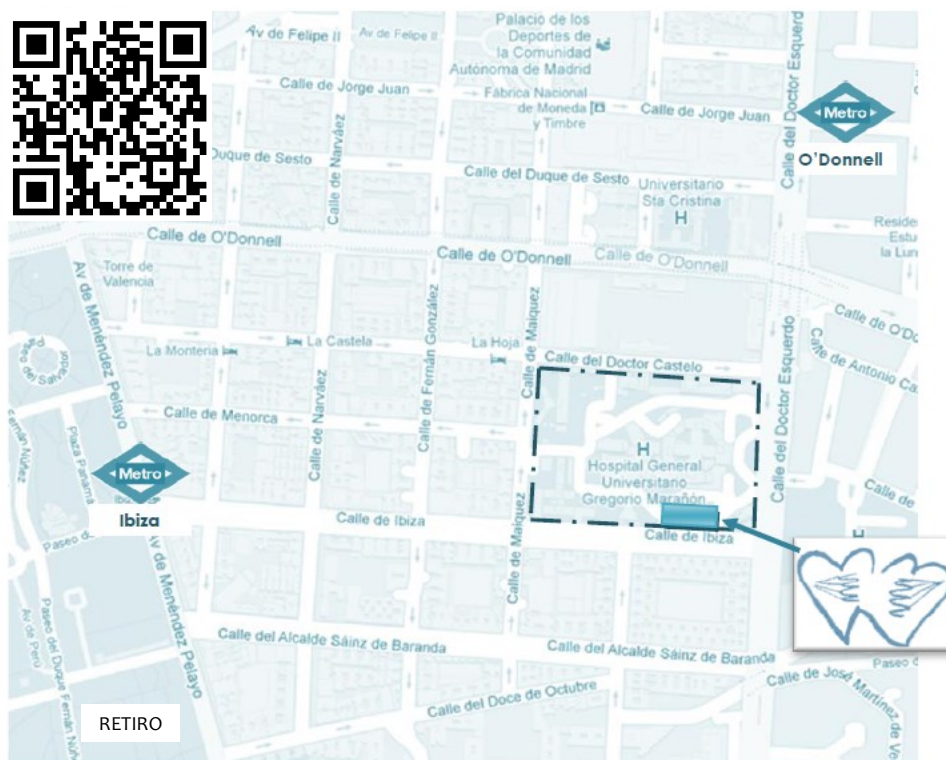 Palacio de los
Deportes de
la Comunidad
Autónoma de Madrid
Av de Felipe II
Av de Felipe II
Calle de Jorge Juan
Fábrica Nacional
de Moneda
y Timbre
Calle de Jorge Juan
Calle del Doctor Esquerdo
Metro
O'Donnell
Duque de Sesto
Calle de Narváez
Calle del Duque de Sesto
Universitario
Sta Cristina
H
Calle de O'Donnell
Calle de O'Donnell
Calle de O'Donnell
Torre de
Valencia
Av de Menéndez Pelayo
Calle de Fernán González
Calle de Maiquez
La Montería
La Castela
La Hoja
Calle del Doctor Castelo
Calle del Doctor Esquerdo
Calle de Antonio
Calle de Menorca
Calle de Narváez
H
Hospital General
Universitario
Gregorio Marañón
Metro
Ibiza
Calle de Ibiza
Calle de Ibiza
Calle de
Calle de Maiquez
Av de Menéndez Pelayo
Calle del Alcalde Sáinz de Baranda
Calle del Alcalde Sáinz de Baranda
Calle del Doce de Octubre
Calle de José Martínez de
Paseo del Duque Fernán
Av de Perú
RETIRO